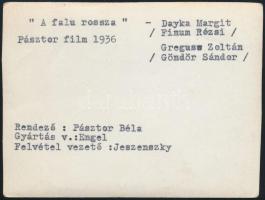 " A falu rossza " - Dayka Margit
/ Finum Rózsi /
Pásztor film 1936
Greguss Zoltán
/ Göndör Sándor /
Rendező : Pásztor Béla
Gyártás v.:Engel
Felvétel vezető :Jeszenszky